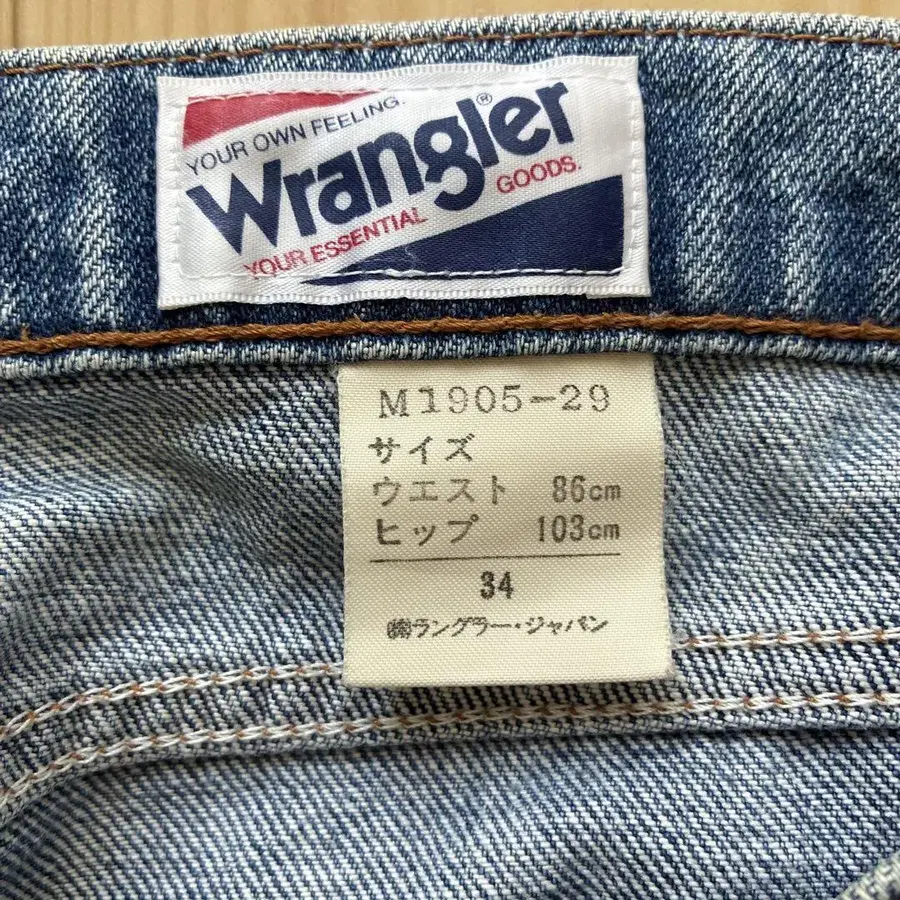 YOUR OWN FEELING.
Wrangler®
YOUR ESSENTIAL GOODS.
M1905-29
サイズ
ウエスト 86cm
ヒップ 103cm
34
㈱ラングラー・ジャパン